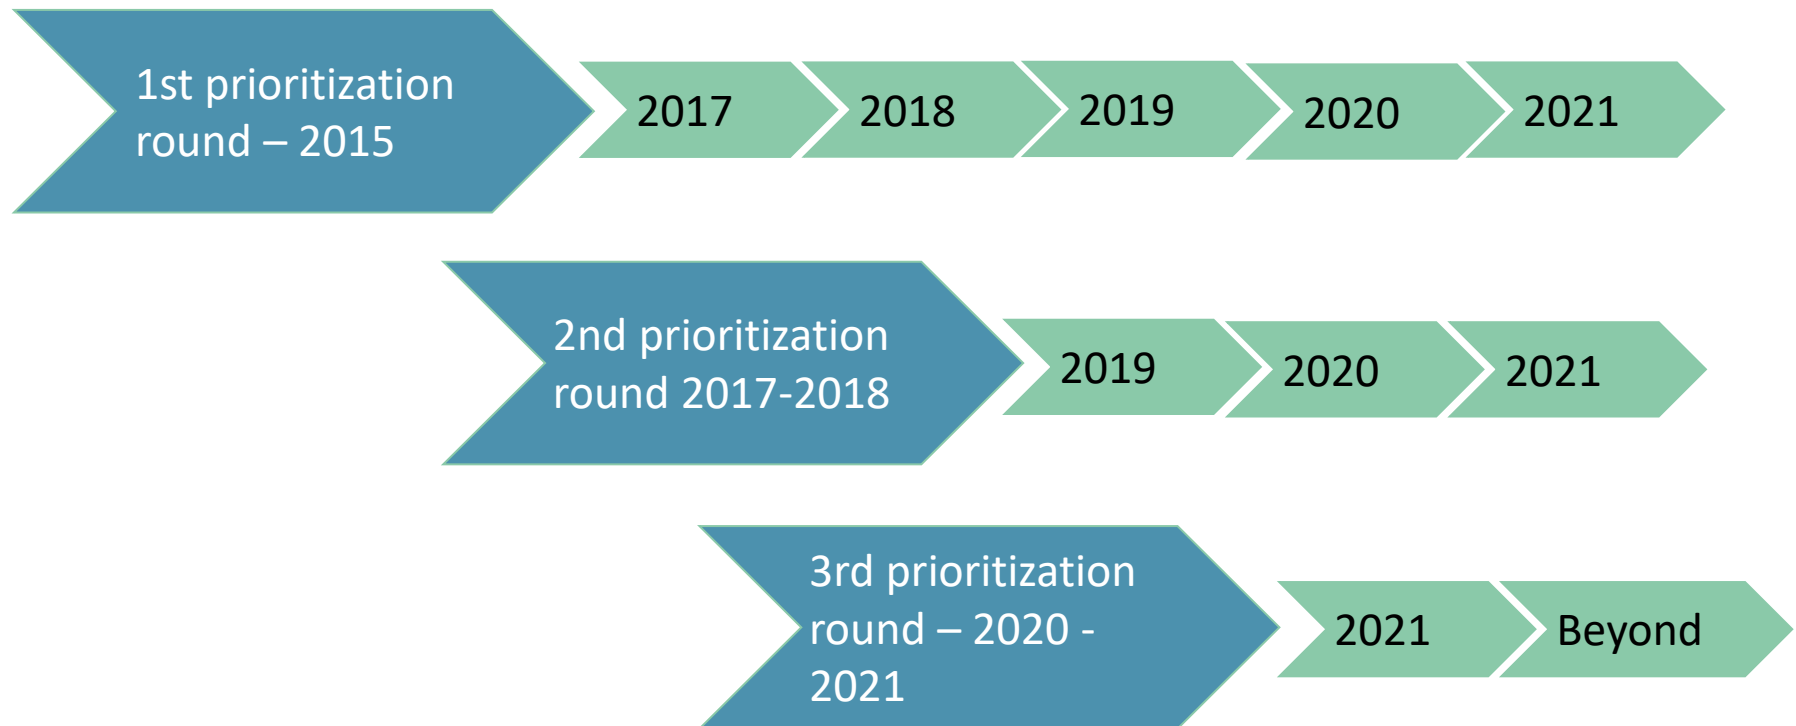 1st prioritization
round – 2015
2017
2018
2019
2020
2021
2nd prioritization
round 2017-2018
2019
2020
2021
3rd prioritization
round – 2020 -
2021
2021
Beyond